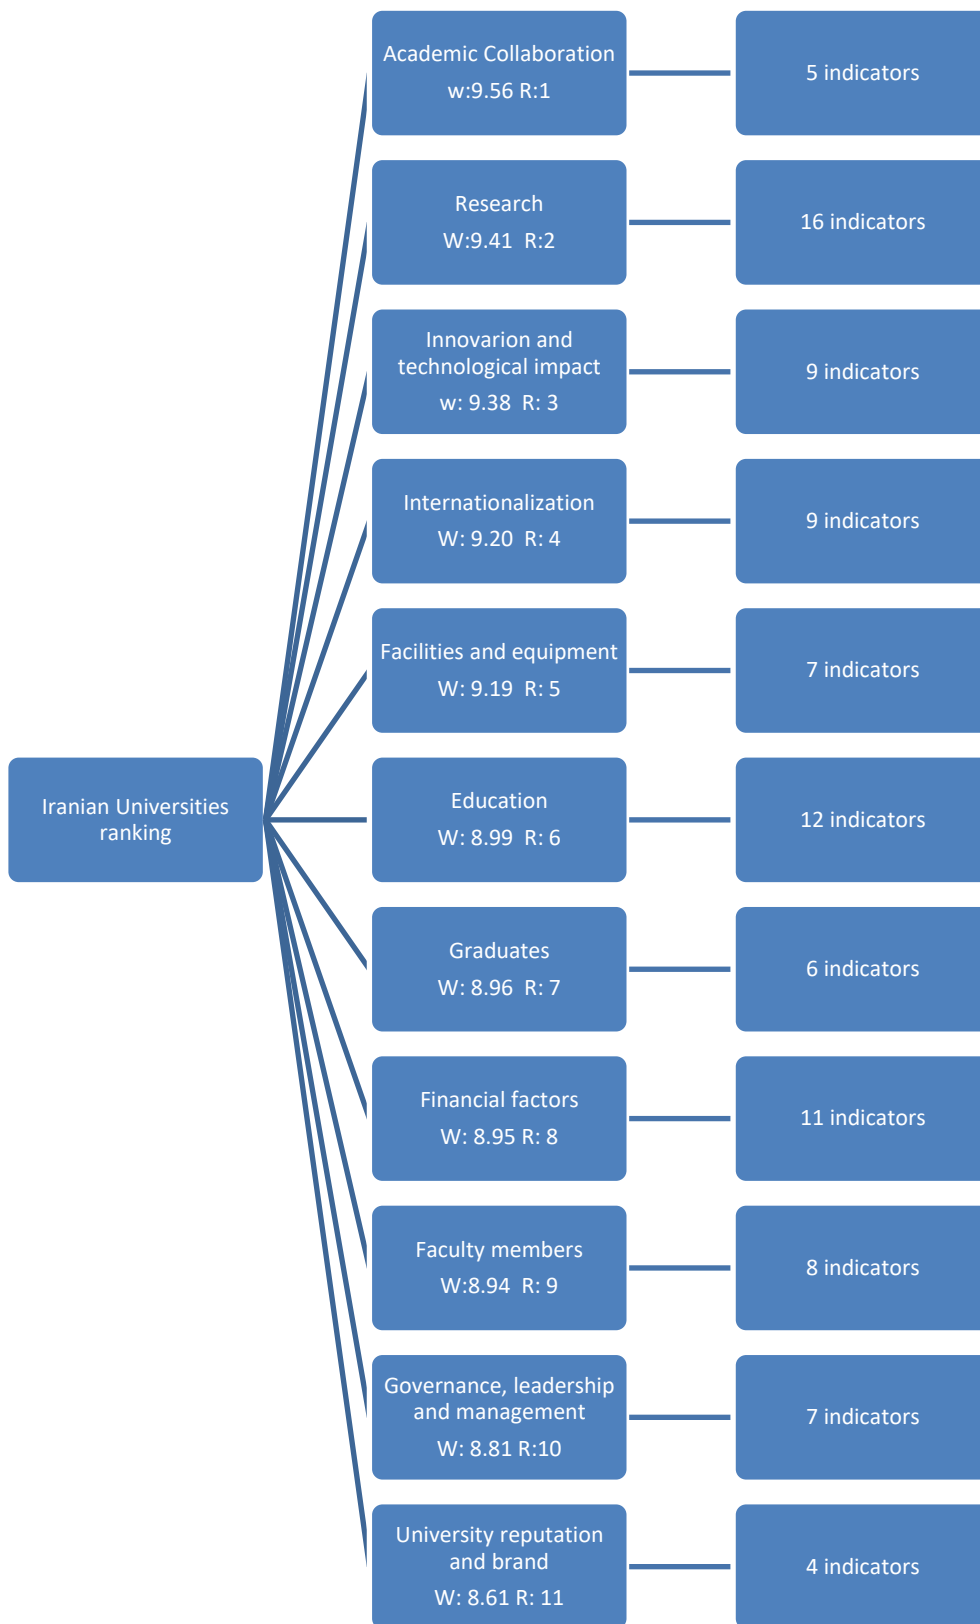 Academic Collaboration
w:9.56 R:1
5 indicators
Research
W:9.41  R:2
16 indicators
Innovarion and
technological impact
w: 9.38  R: 3
9 indicators
Internationalization
W: 9.20  R: 4
9 indicators
Facilities and equipment
W: 9.19  R: 5
7 indicators
Iranian Universities
ranking
Education
W: 8.99  R: 6
12 indicators
Graduates
W: 8.96  R: 7
6 indicators
Financial factors
W: 8.95 R: 8
11 indicators
Faculty members
W:8.94  R: 9
8 indicators
Governance, leadership
and management
W: 8.81 R:10
7 indicators
University reputation
and brand
W: 8.61 R: 11
4 indicators